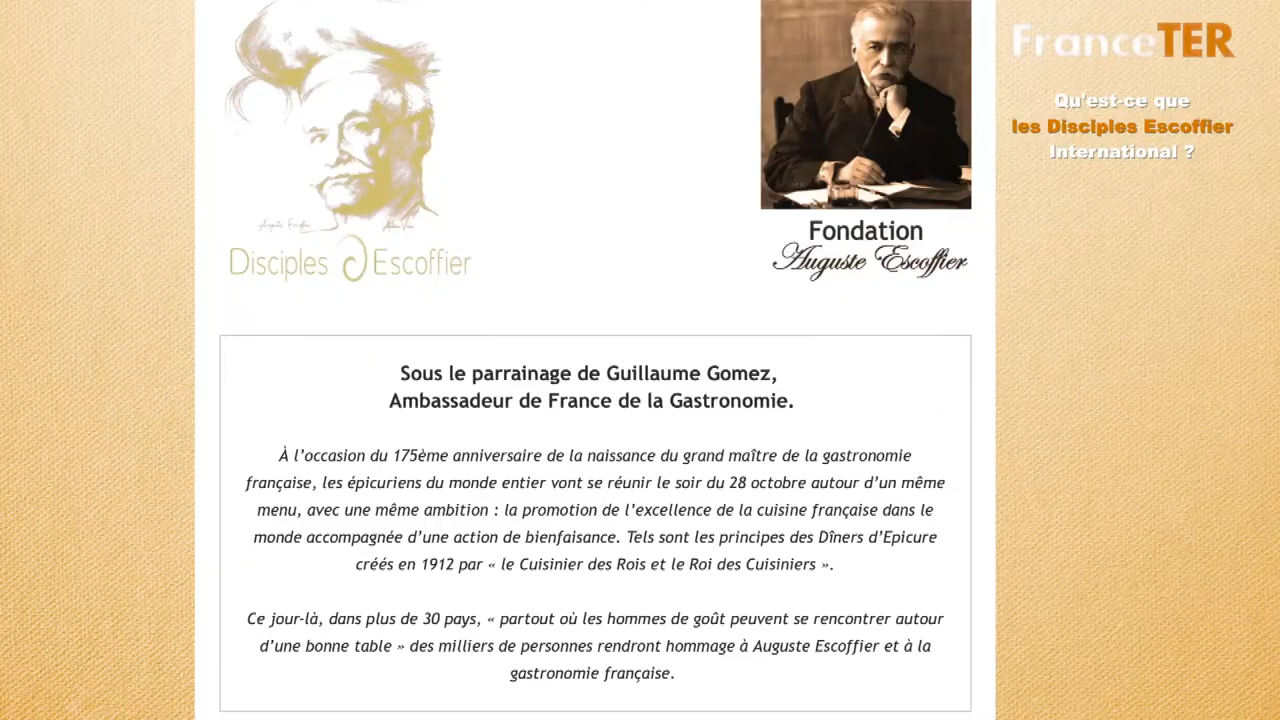 FranceTER
Qu'est-ce que
les Disciples Escoffier
International ?
Disciples Escoffier
Fondation
Auguste Escoffier
Sous le parrainage de Guillaume Gomez,
Ambassadeur de France de la Gastronomie.
À l’occasion du 175ème anniversaire de la naissance du grand maître de la gastronomie
française, les épicuriens du monde entier vont se réunir le soir du 28 octobre autour d’un même
menu, avec une même ambition : la promotion de l’excellence de la cuisine française dans le
monde accompagnée d’une action de bienfaisance. Tels sont les principes des Dîners d’Epicure
créés en 1912 par « le Cuisinier des Rois et le Roi des Cuisiniers ».
Ce jour-là, dans plus de 30 pays, « partout où les hommes de goût peuvent se rencontrer autour
d’une bonne table » des milliers de personnes rendront hommage à Auguste Escoffier et à la
gastronomie française.